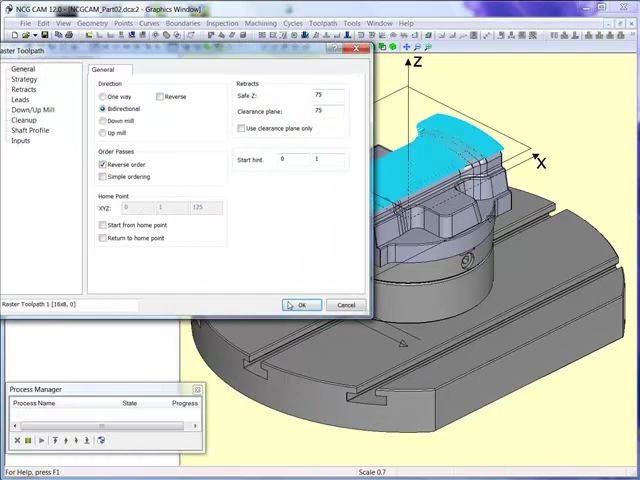 NCG CAM 12.0 - [NCGCAM_Part02.dca:2 - Graphics Window]
File Edit View Geometry Points Curves Boundaries Inspection Machining Cycles Toolpath Tools Window Help
Raster Toolpath
General
Strategy
Retracts
Leads
Down/Up Mill
Cleanup
Shaft Profile
Inputs
General
Direction
One way
Reverse
Bidirectional
Down mill
Up mill
Order Passes
Reverse order
Simple ordering
Home Point
XYZ: 0 1 125
Start from home point
Return to home point
Retracts
Safe Z: 75
Clearance plane: 75
Use clearance plane only
Start hint 0 1
Raster Toolpath 1 [16x8, 0]
OK
Cancel
Z
X
Process Manager
Process Name State Progress
For Help, press F1
Scale 0.7